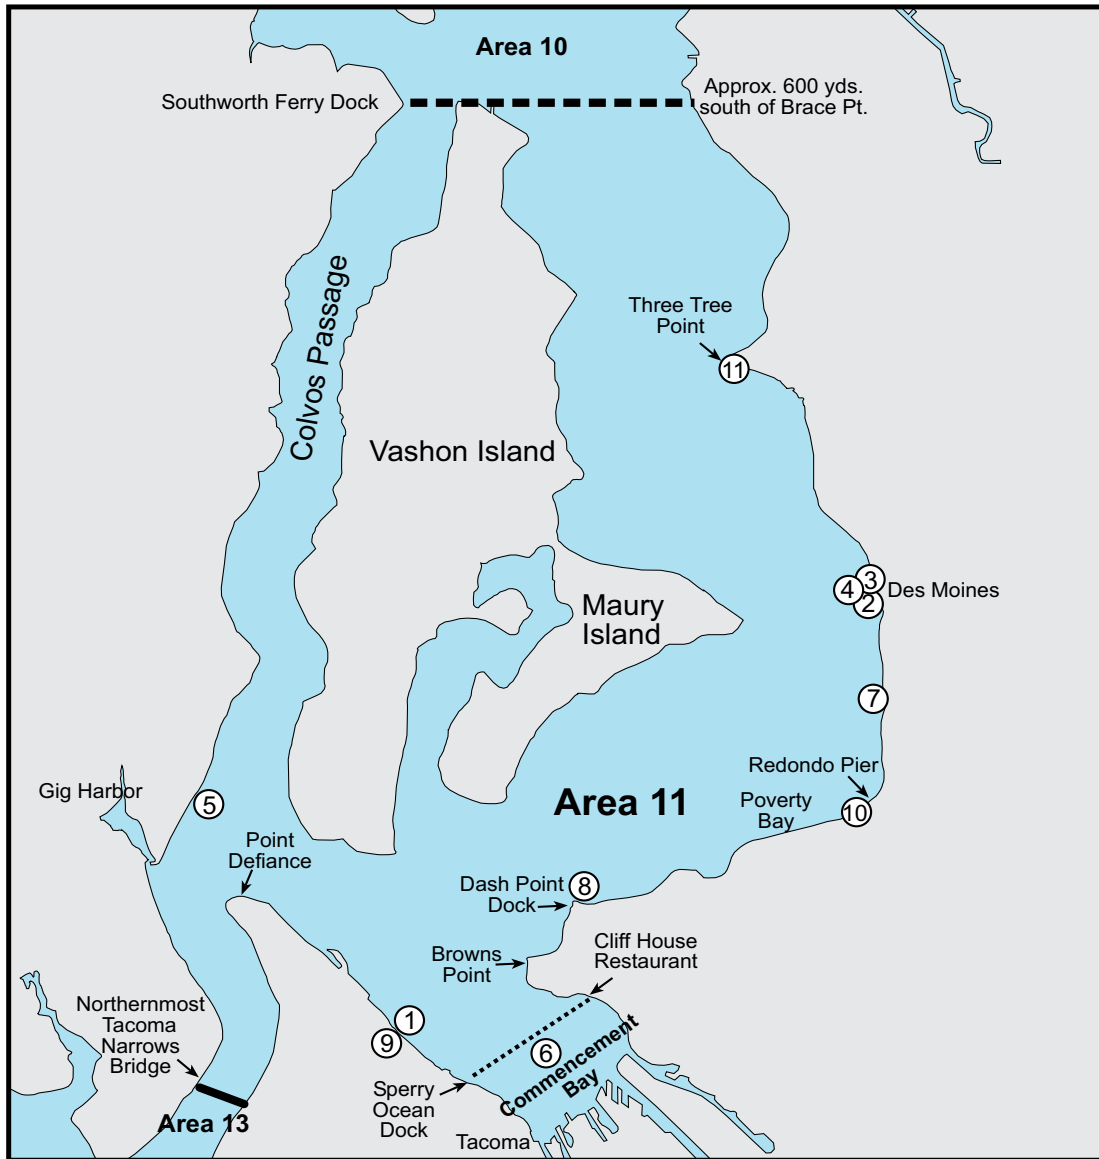 Area 10
Southworth Ferry Dock
Approx. 600 yds.
south of Brace Pt.
Colvos Passage
Three Tree
Point
11
Vashon Island
3
4
Des Moines
2
Maury
Island
7
Redondo Pier
Gig Harbor
5
Area 11
Poverty
Bay
10
Point
Defiance
Dash Point
Dock
8
Browns
Point
Cliff House
Restaurant
Northernmost
Tacoma
Narrows
Bridge
1
9
6
Commencement
Bay
Sperry
Ocean
Dock
Area 13
Tacoma